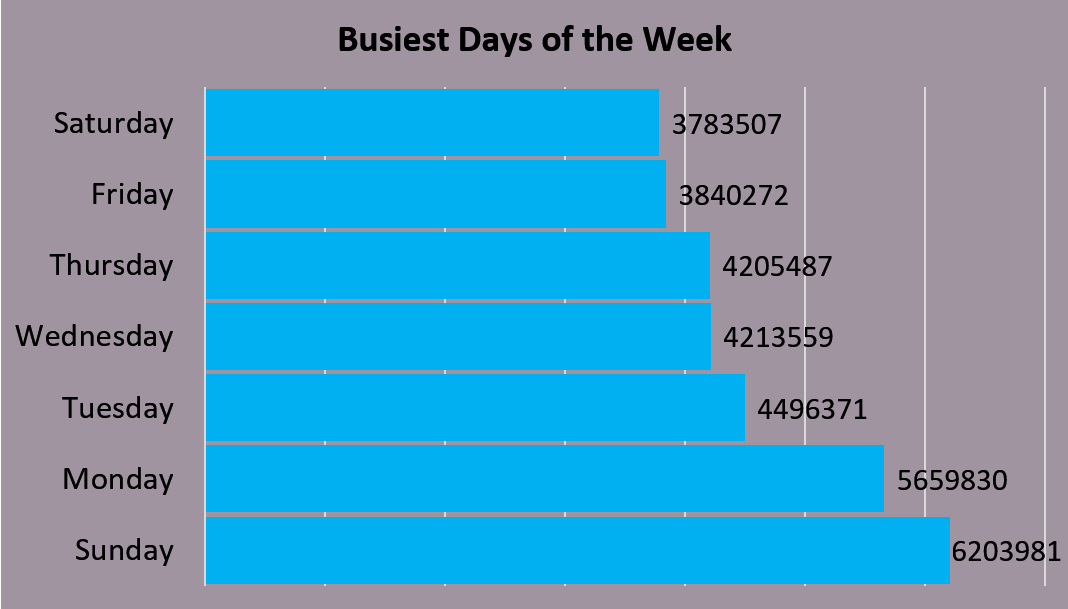 Busiest Days of the Week
Saturday 3783507
Friday 3840272
Thursday 4205487
Wednesday 4213559
Tuesday 4496371
Monday 5659830
Sunday 6203981